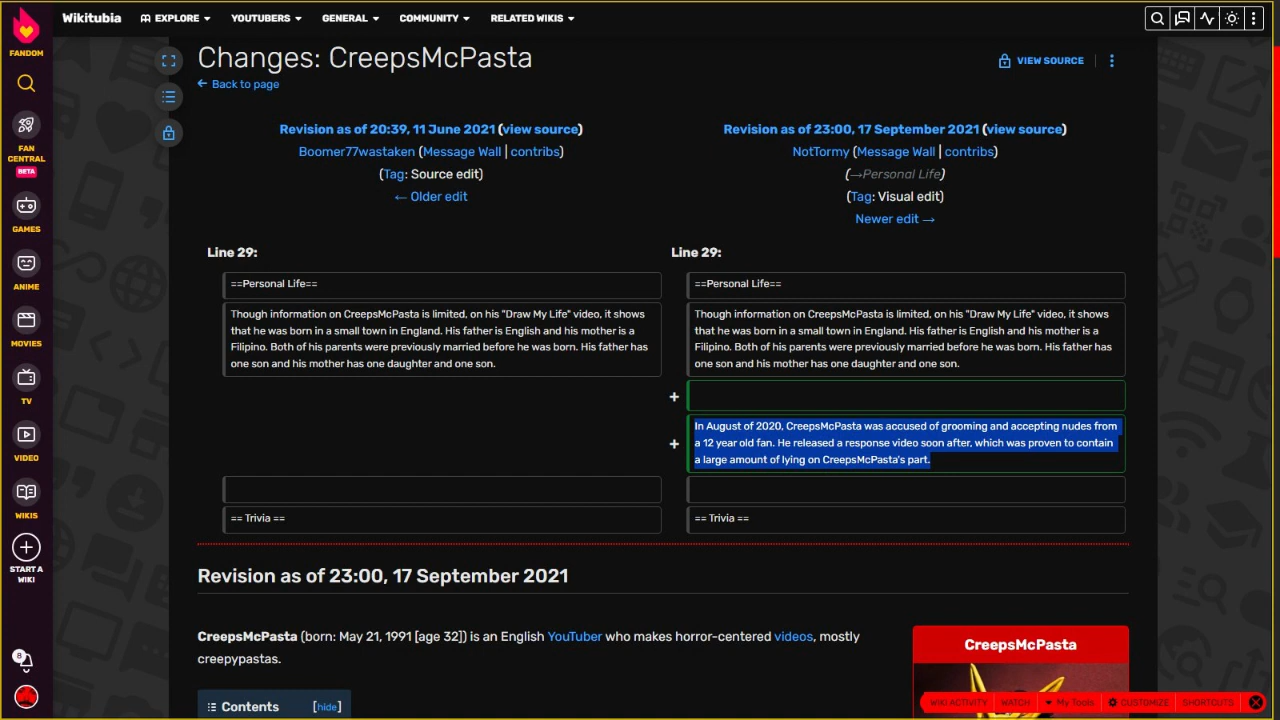 Wikitubia
EXPLORE
YOUTUBERS
GENERAL
COMMUNITY
RELATED WIKIS
FANDOM
FAN
CENTRAL
BETA
GAMES
ANIME
MOVIES
TV
VIDEO
WIKIS
START A
WIKI
8
Changes: CreepsMcPasta
VIEW SOURCE
← Back to page
Revision as of 20:39, 11 June 2021 (view source)
Boomer77wastaken (Message Wall | contribs)
(Tag: Source edit)
← Older edit
Revision as of 23:00, 17 September 2021 (view source)
NotTormy (Message Wall | contribs)
(→Personal Life)
(Tag: Visual edit)
Newer edit →
Line 29:
Line 29:
==Personal Life==
Though information on CreepsMcPasta is limited, on his "Draw My Life" video, it shows
that he was born in a small town in England. His father is English and his mother is a
Filipino. Both of his parents were previously married before he was born. His father has
one son and his mother has one daughter and one son.
== Trivia ==
==Personal Life==
Though information on CreepsMcPasta is limited, on his "Draw My Life" video, it shows
that he was born in a small town in England. His father is English and his mother is a
Filipino. Both of his parents were previously married before he was born. His father has
one son and his mother has one daughter and one son.
+
+
In August of 2020, CreepsMcPasta was accused of grooming and accepting nudes from
a 12 year old fan. He released a response video soon after, which was proven to contain
a large amount of lying on CreepsMcPasta's part.
== Trivia ==
Revision as of 23:00, 17 September 2021
CreepsMcPasta (born: May 21, 1991 [age 32]) is an English YouTuber who makes horror-centered videos, mostly
creepypastas.
Contents [hide]
CreepsMcPasta
WIKI ACTIVITY
WATCH
My Tools
CUSTOMIZE
SHORTCUTS